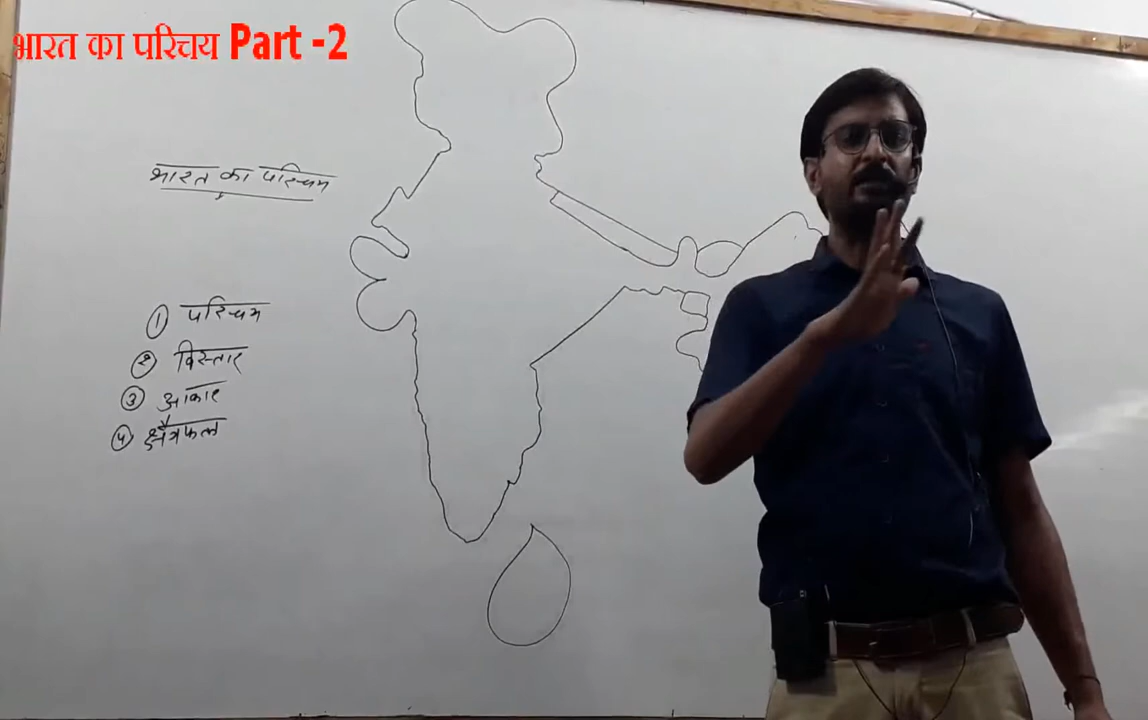 भारत का परिचय Part -2
भारत का परिचय
① परिचय
② विस्तार
③ आकार
④ क्षेत्रफल